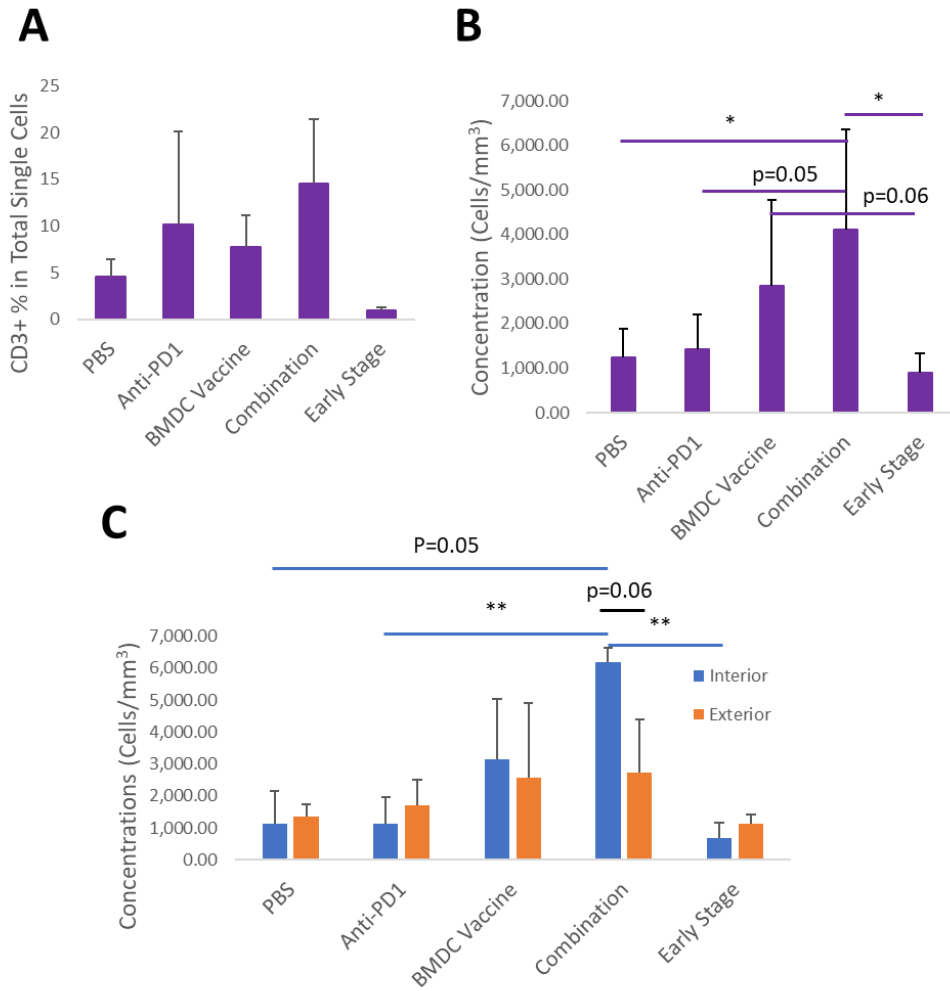 A
CD3+ % in Total Single Cells
25
20
15
10
5
0
PBS
Anti-PD1
BMDC Vaccine
Combination
Early Stage
B
Concentration (Cells/mm³)
7,000.00
6,000.00
5,000.00
4,000.00
3,000.00
2,000.00
1,000.00
0.00
*
*
p=0.05
p=0.06
PBS
Anti-PD1
BMDC Vaccine
Combination
Early Stage
C
P=0.05
p=0.06
**
**
Concentrations (Cells/mm³)
7,000.00
6,000.00
5,000.00
4,000.00
3,000.00
2,000.00
1,000.00
0.00
Interior
Exterior
PBS
Anti-PD1
BMDC Vaccine
Combination
Early Stage